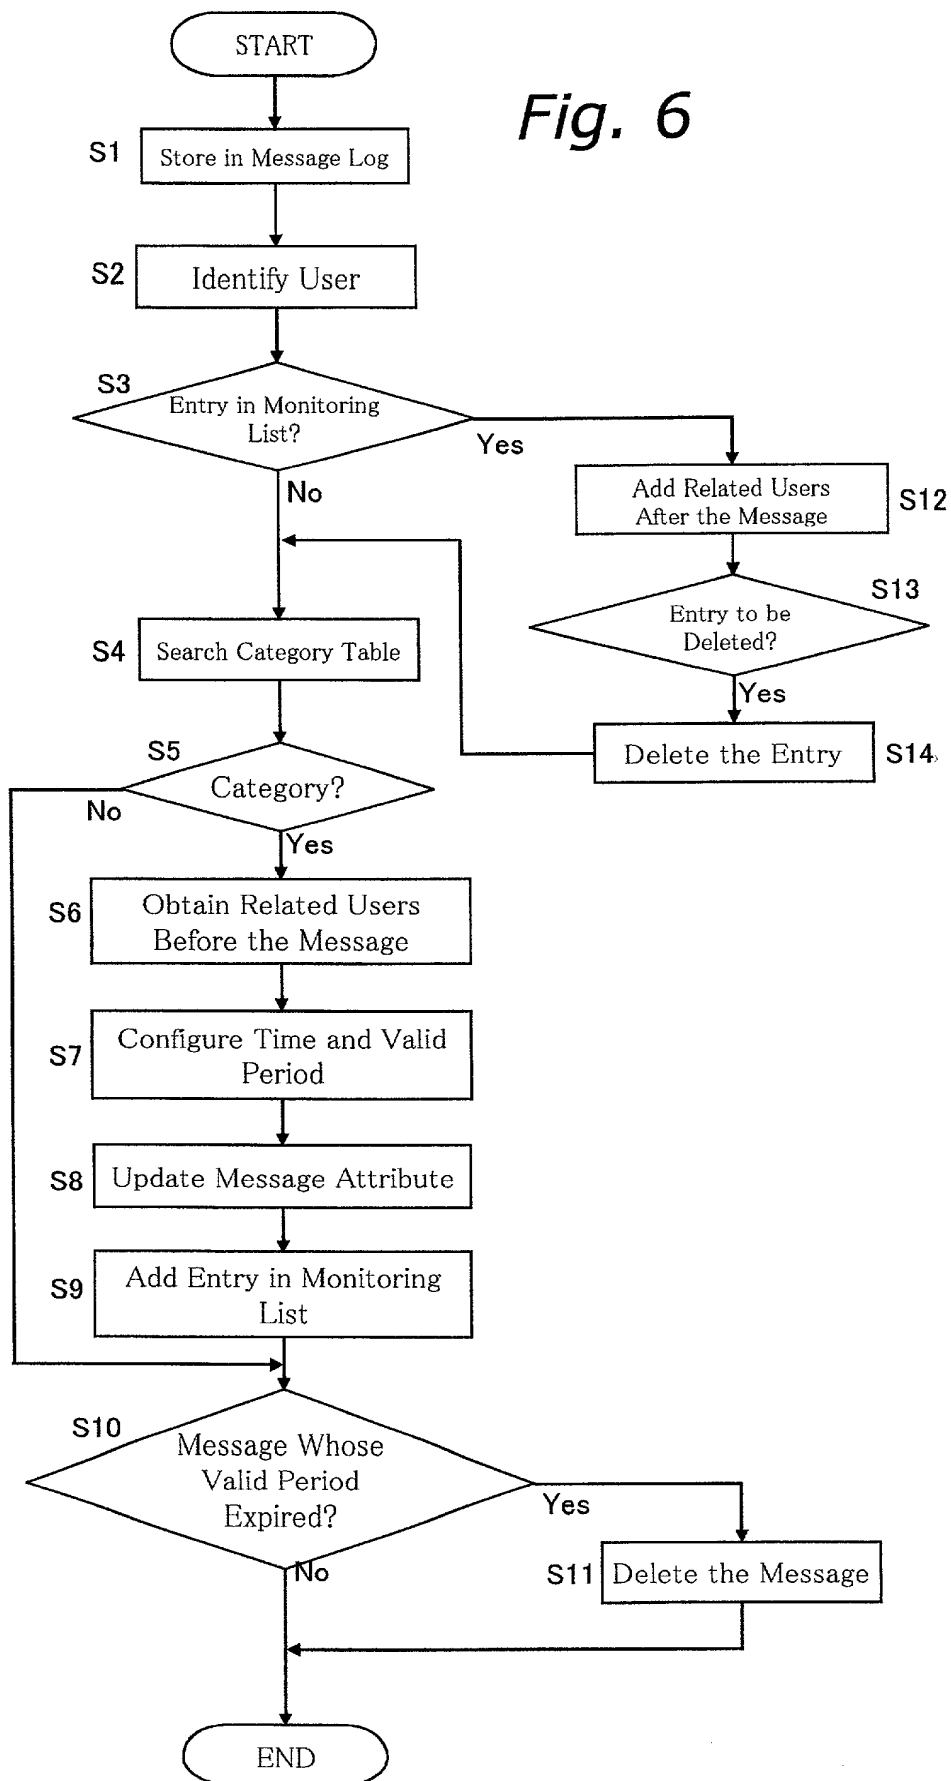 START
Fig. 6
S1
Store in Message Log
S2
Identify User
S3
Entry in Monitoring
List?
Yes
No
S12
Add Related Users
After the Message
S13
Entry to be
Deleted?
Yes
S4
Search Category Table
Delete the Entry
S14
S5
Category?
No
Yes
S6
Obtain Related Users
Before the Message
S7
Configure Time and Valid
Period
S8
Update Message Attribute
S9
Add Entry in Monitoring
List
S10
Message Whose
Valid Period
Expired?
Yes
No
S11
Delete the Message
END